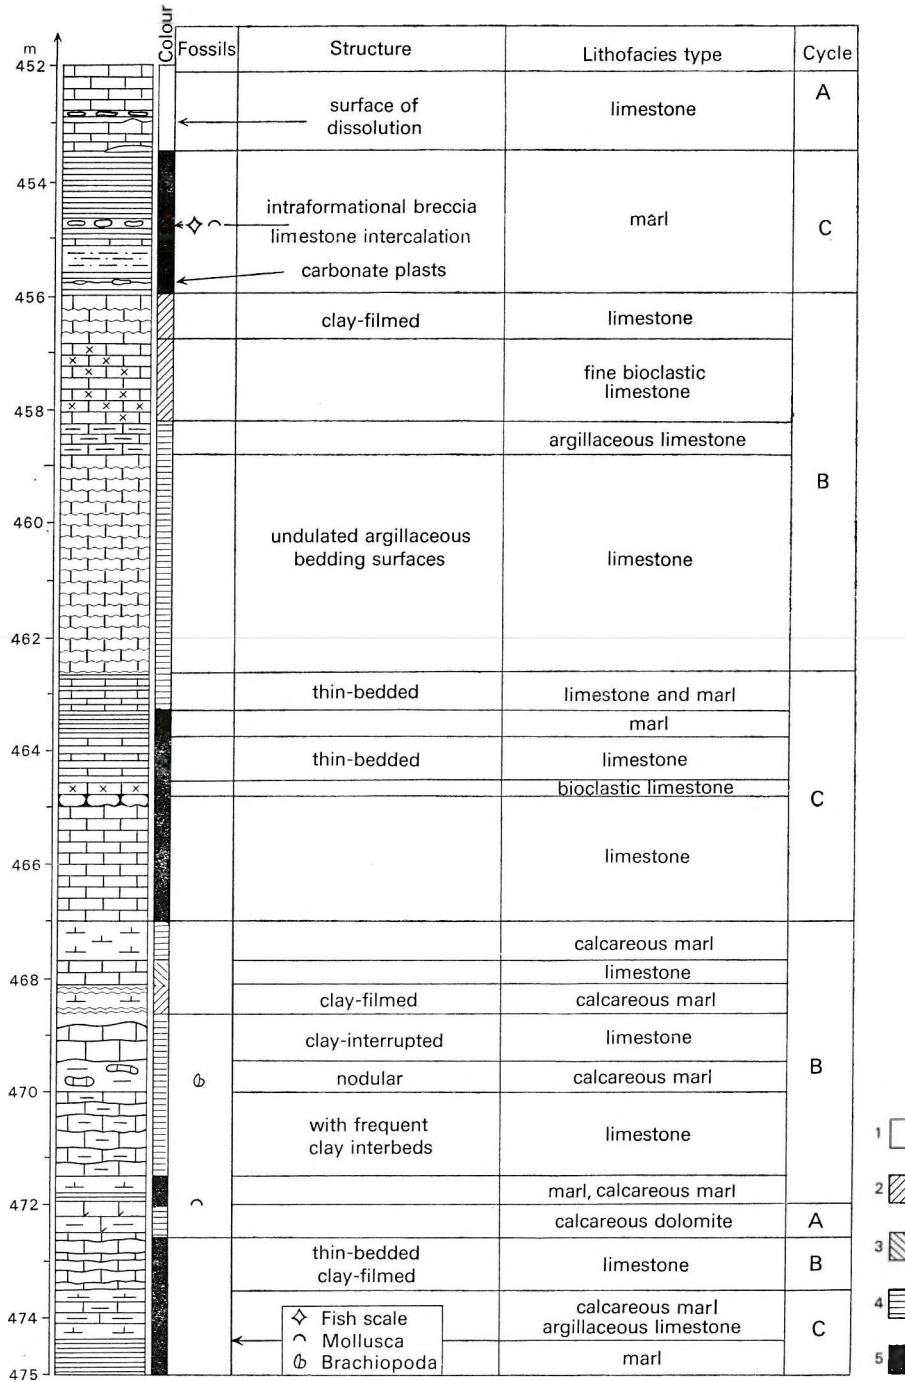 Colour
m
Fossils
Structure
Lithofacies type
Cycle
452
surface of
dissolution
limestone
A
454
intraformational breccia
limestone intercalation
marl
C
carbonate plasts
456
clay-filmed
limestone
fine bioclastic
limestone
458
argillaceous limestone
B
460
undulated argillaceous
bedding surfaces
limestone
462
thin-bedded
limestone and marl
marl
464
thin-bedded
limestone
bioclastic limestone
C
limestone
466
calcareous marl
limestone
468
clay-filmed
calcareous marl
clay-interrupted
limestone
B
nodular
calcareous marl
470
with frequent
clay interbeds
limestone
marl, calcareous marl
472
calcareous dolomite
A
thin-bedded
clay-filmed
limestone
B
474
calcareous marl
argillaceous limestone
C
marl
475
Fish scale
Mollusca
Brachiopoda
1
2
3
4
5